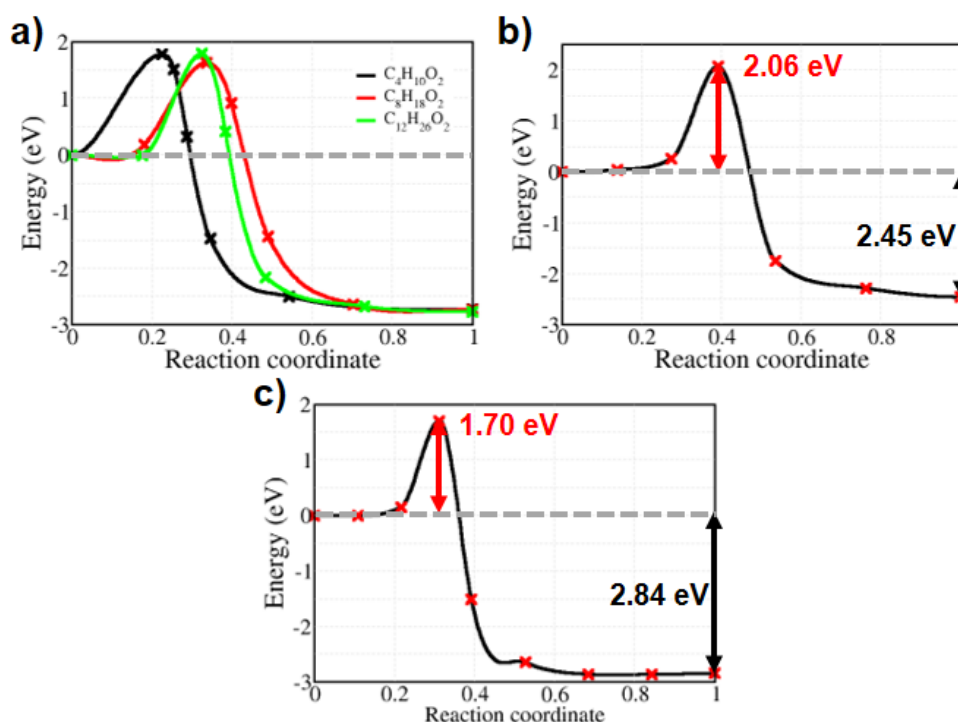 a)
2
1
0
-1
-2
-3
Energy (eV)
C₄H₁₀O₂
C₈H₁₈O₂
C₁₂H₂₆O₂
0 0.2 0.4 0.6 0.8 1
Reaction coordinate
b)
2
1
0
-1
-2
-3
Energy (eV)
2.06 eV
2.45 eV
0 0.2 0.4 0.6 0.8
Reaction coordinate
c)
2
1
0
-1
-2
-3
Energy (eV)
1.70 eV
2.84 eV
0 0.2 0.4 0.6 0.8 1
Reaction coordinate